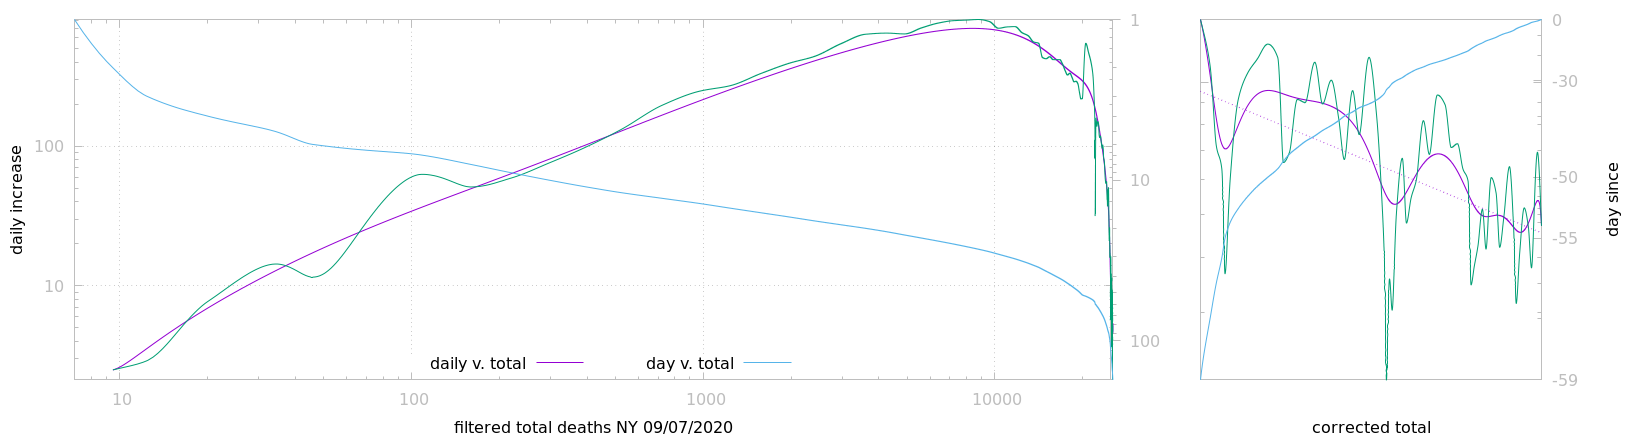 1
0
-30
100
10
-50
daily increase
day since
-55
10
100
daily v. total
day v. total
-59
10
100
1000
10000
filtered total deaths NY 09/07/2020
corrected total